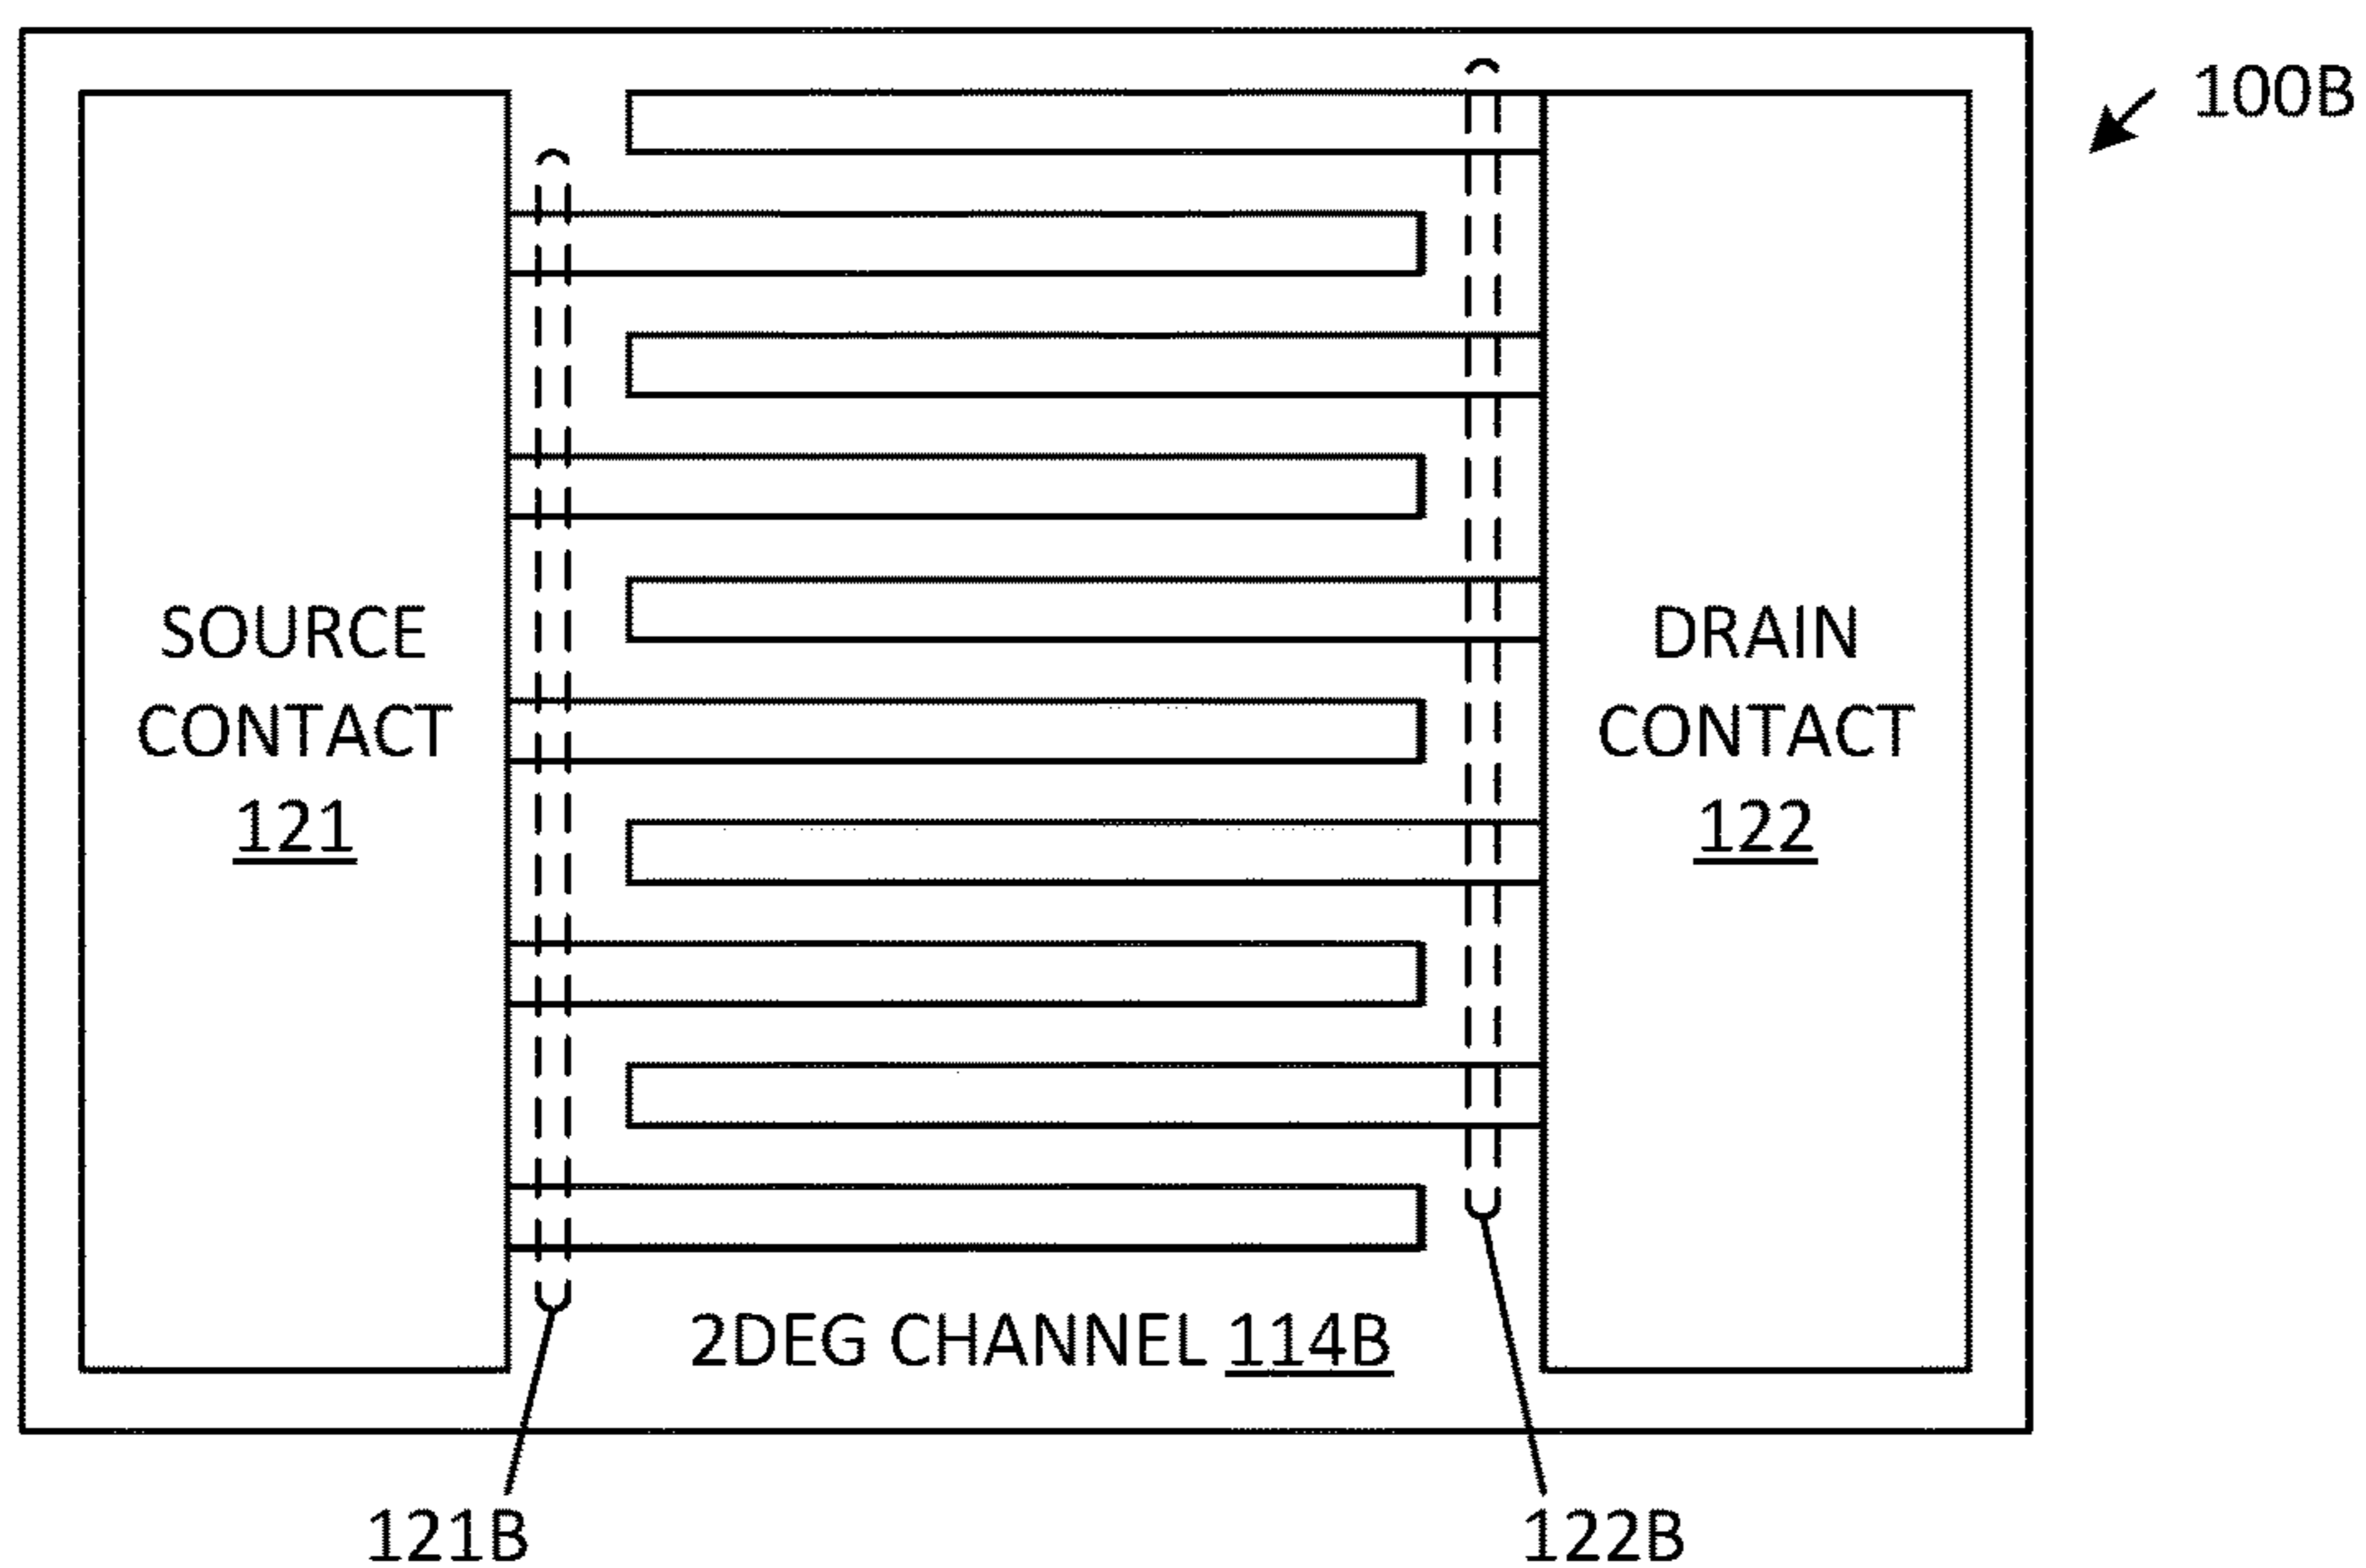 100B
SOURCE
CONTACT
121
DRAIN
CONTACT
122
2DEG CHANNEL 114B
121B
122B